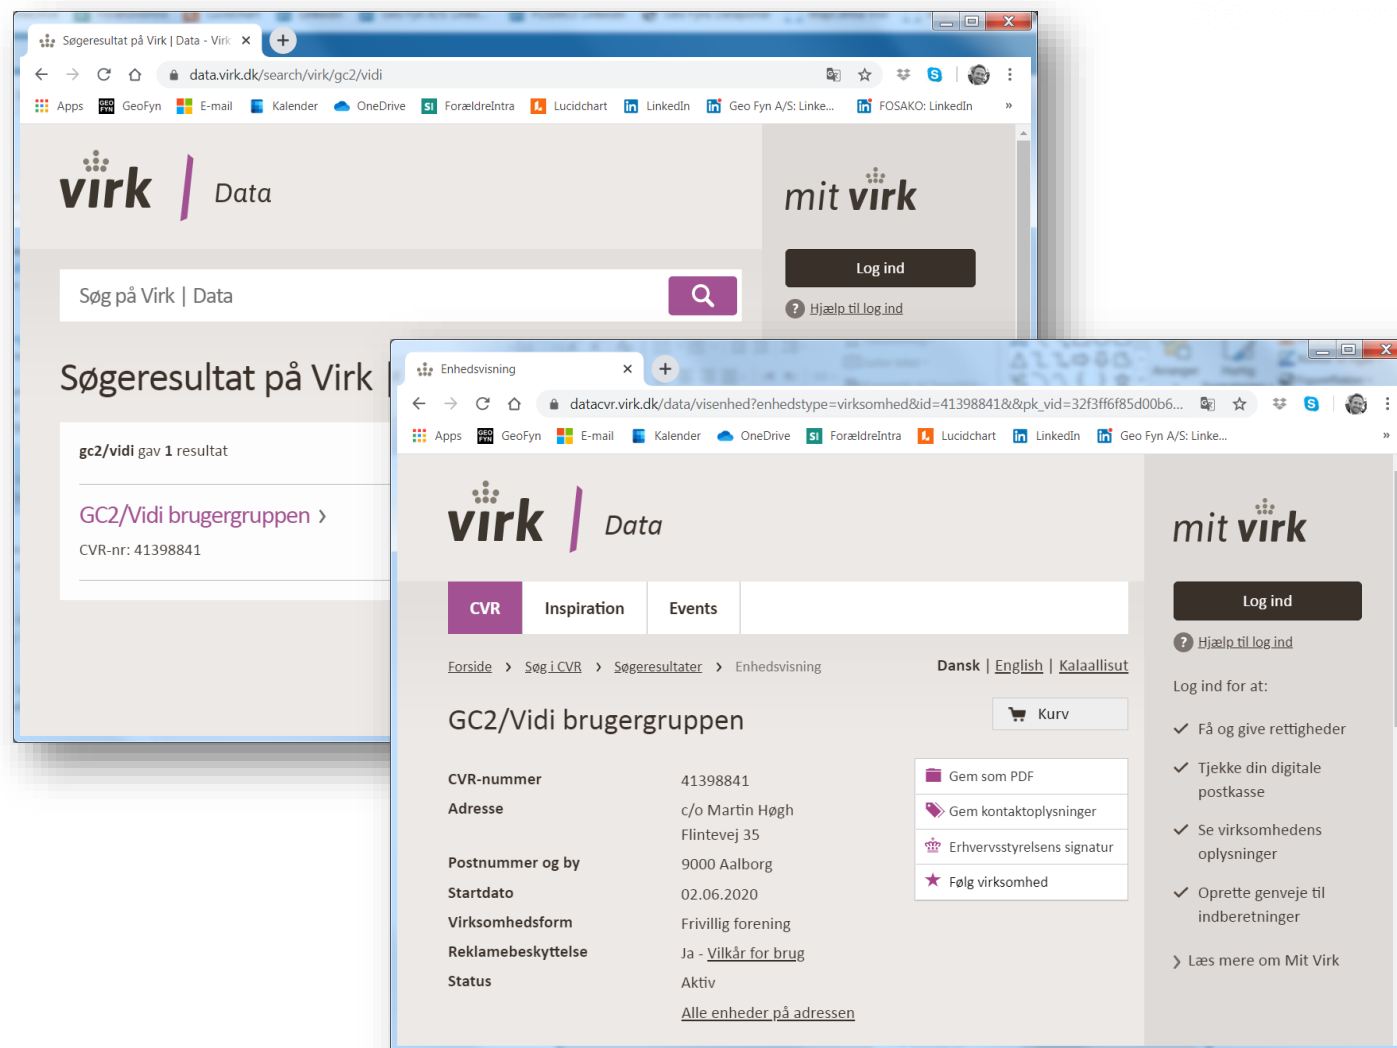 Søgeresultat på Virk | Data - Virk
data.virk.dk/search/virk/gc2/vidi
Apps GeoFyn E-mail Kalender OneDrive ForældreIntra Lucidchart LinkedIn Geo Fyn A/S: Linke... FOSAKO: LinkedIn »
virk Data
mit virk
Log ind
? Hjælp til log ind
Søg på Virk | Data
Søgeresultat på Virk |
gc2/vidi gav 1 resultat
GC2/Vidi brugergruppen ›
CVR-nr: 41398841
Enhedsvisning
datacvr.virk.dk/data/visenhed?enhedstype=virksomhed&id=41398841&&pk_vid=32f3ff6f85d00b6...
Apps GeoFyn E-mail Kalender OneDrive ForældreIntra Lucidchart LinkedIn Geo Fyn A/S: Linke... »
virk Data
mit virk
CVR Inspiration Events
Log ind
? Hjælp til log ind
Forside › Søg i CVR › Søgeresultater › Enhedsvisning
Dansk | English | Kalaallisut
GC2/Vidi brugergruppen
Kurv
CVR-nummer 41398841
Adresse c/o Martin Høgh
Flintevej 35
Postnummer og by 9000 Aalborg
Startdato 02.06.2020
Virksomhedsform Frivillig forening
Reklamebeskyttelse Ja - Vilkår for brug
Status Aktiv
Alle enheder på adressen
Gem som PDF
Gem kontaktoplysninger
Erhvervsstyrelsens signatur
Følg virksomhed
Log ind for at:
Få og give rettigheder
Tjekke din digitale
postkasse
Se virksomhedens
oplysninger
Oprette genveje til
indberetninger
› Læs mere om Mit Virk